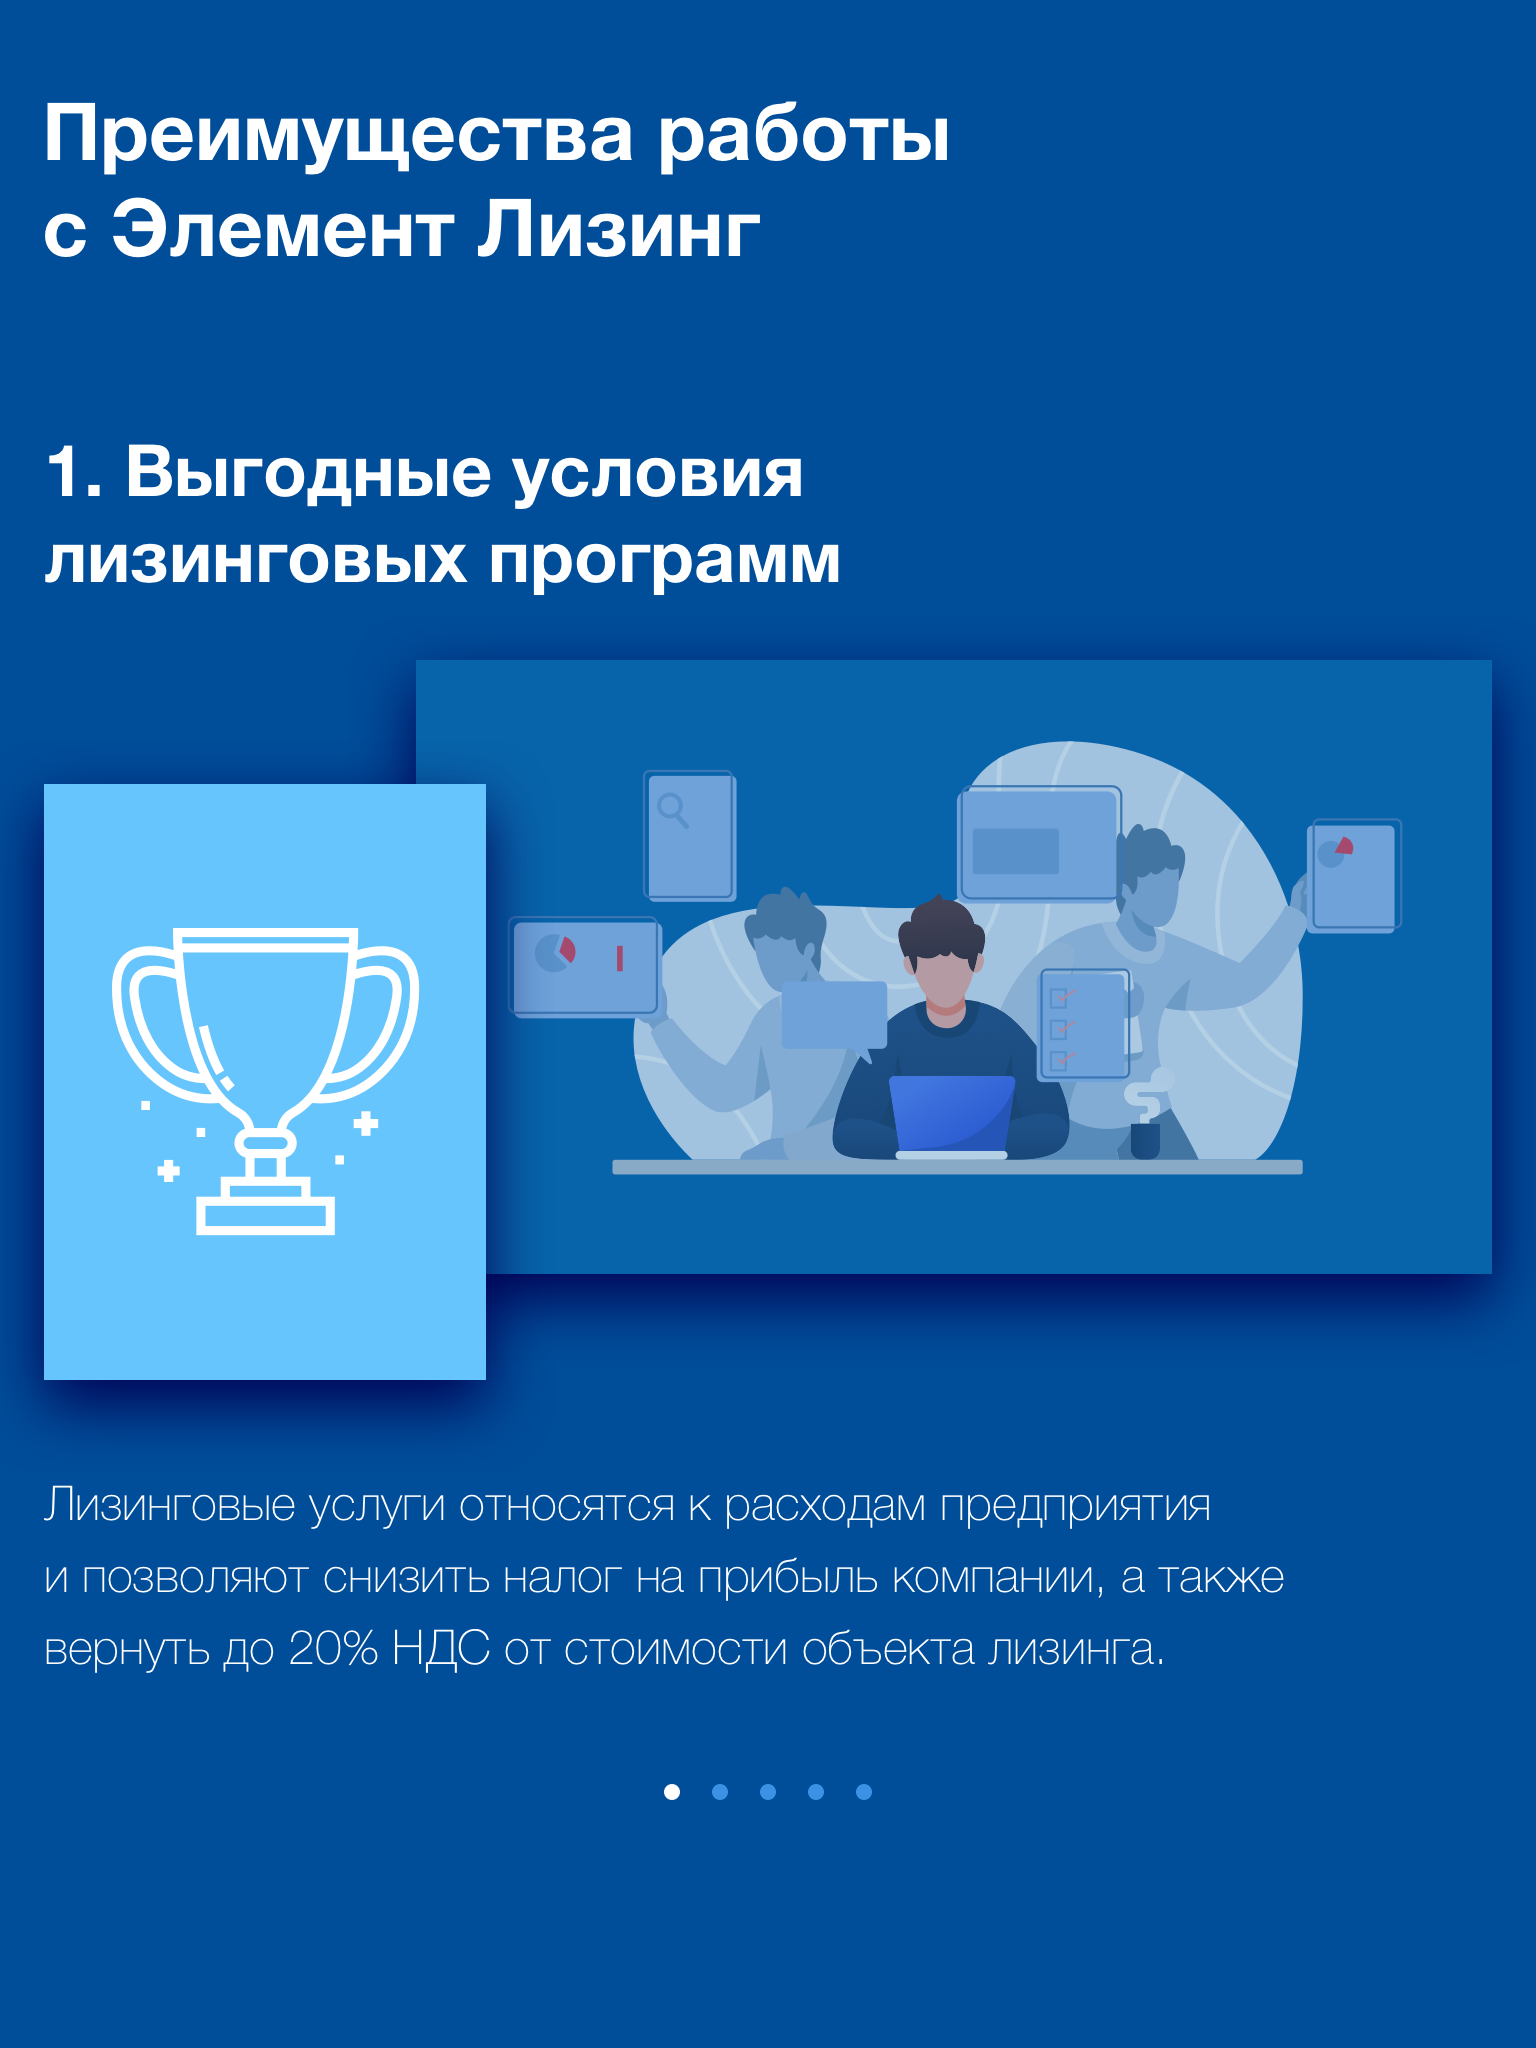 Преимущества работы
с Элемент Лизинг
1. Выгодные условия
лизинговых программ
Лизинговые услуги относятся к расходам предприятия
и позволяют снизить налог на прибыль компании, а также
вернуть до 20% НДС от стоимости объекта лизинга.